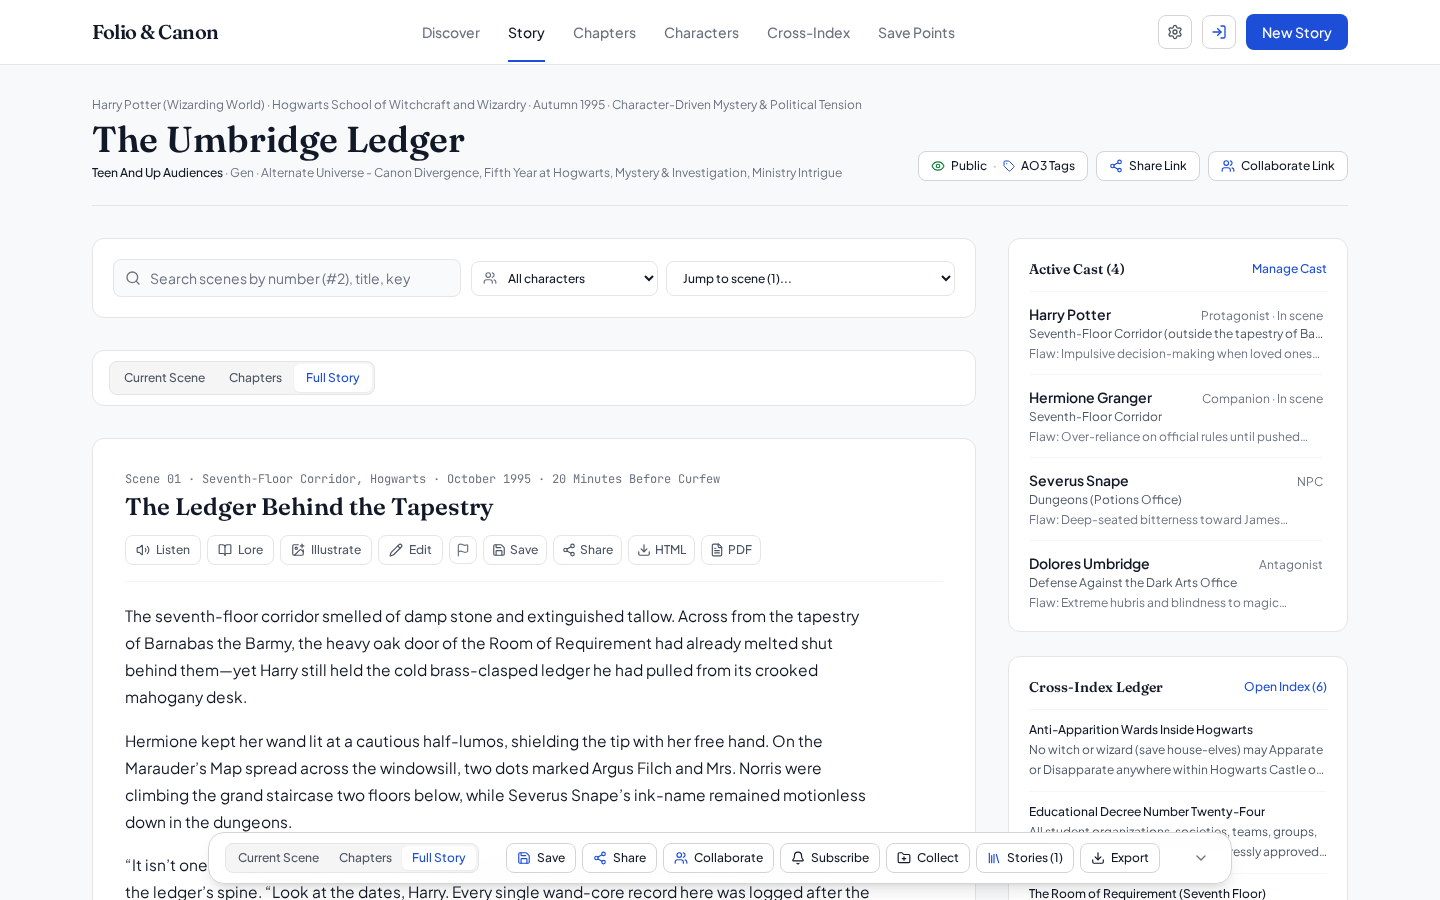 Folio & Canon
Discover
Story
Chapters
Characters
Cross-Index
Save Points
New Story
Harry Potter (Wizarding World) · Hogwarts School of Witchcraft and Wizardry · Autumn 1995 · Character-Driven Mystery & Political Tension
The Umbridge Ledger
Teen And Up Audiences · Gen · Alternate Universe - Canon Divergence, Fifth Year at Hogwarts, Mystery & Investigation, Ministry Intrigue
Public · AO3 Tags
Share Link
Collaborate Link
Search scenes by number (#2), title, key
All characters
Jump to scene (1)...
Current Scene
Chapters
Full Story
Scene 01 · Seventh-Floor Corridor, Hogwarts · October 1995 · 20 Minutes Before Curfew
The Ledger Behind the Tapestry
Listen
Lore
Illustrate
Edit
Save
Share
HTML
PDF
The seventh-floor corridor smelled of damp stone and extinguished tallow. Across from the tapestry
of Barnabas the Barmy, the heavy oak door of the Room of Requirement had already melted shut
behind them—yet Harry still held the cold brass-clasped ledger he had pulled from its crooked
mahogany desk.
Hermione kept her wand lit at a cautious half-lumos, shielding the tip with her free hand. On the
Marauder’s Map spread across the windowsill, two dots marked Argus Filch and Mrs. Norris were
climbing the grand staircase two floors below, while Severus Snape’s ink-name remained motionless
down in the dungeons.
“It isn’t one
the ledger’s spine. “Look at the dates, Harry. Every single wand-core record here was logged after the
Active Cast (4)
Manage Cast
Harry Potter
Protagonist · In scene
Seventh-Floor Corridor (outside the tapestry of Ba…
Flaw: Impulsive decision-making when loved ones…
Hermione Granger
Companion · In scene
Seventh-Floor Corridor
Flaw: Over-reliance on official rules until pushed…
Severus Snape
NPC
Dungeons (Potions Office)
Flaw: Deep-seated bitterness toward James…
Dolores Umbridge
Antagonist
Defense Against the Dark Arts Office
Flaw: Extreme hubris and blindness to magic…
Cross-Index Ledger
Open Index (6)
Anti-Apparition Wards Inside Hogwarts
No witch or wizard (save house-elves) may Apparate
or Disapparate anywhere within Hogwarts Castle o…
Educational Decree Number Twenty-Four
All student organizations, societies, teams, groups,
ressly approved…
The Room of Requirement (Seventh Floor)
Current Scene
Chapters
Full Story
Save
Share
Collaborate
Subscribe
Collect
Stories (1)
Export